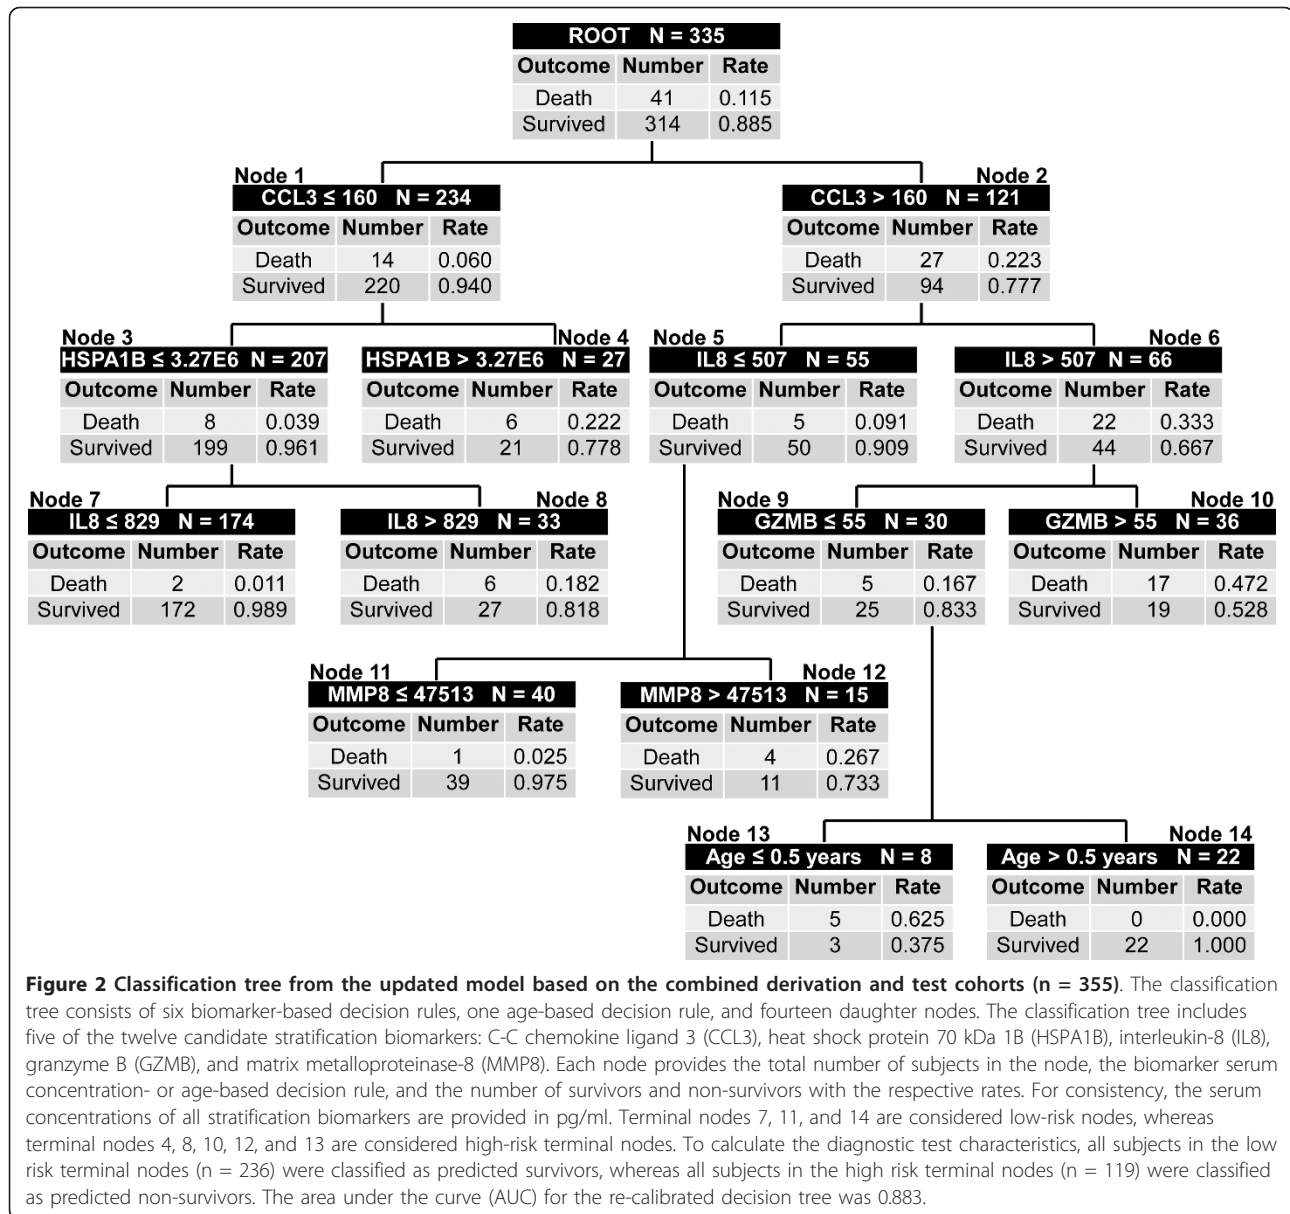 ROOT N = 335
Outcome Number Rate
Death 41 0.115
Survived 314 0.885
Node 1
CCL3 ≤ 160 N = 234
Outcome Number Rate
Death 14 0.060
Survived 220 0.940
Node 2
CCL3 > 160 N = 121
Outcome Number Rate
Death 27 0.223
Survived 94 0.777
Node 3
HSPA1B ≤ 3.27E6 N = 207
Outcome Number Rate
Death 8 0.039
Survived 199 0.961
Node 4
HSPA1B > 3.27E6 N = 27
Outcome Number Rate
Death 6 0.222
Survived 21 0.778
Node 5
IL8 ≤ 507 N = 55
Outcome Number Rate
Death 5 0.091
Survived 50 0.909
Node 6
IL8 > 507 N = 66
Outcome Number Rate
Death 22 0.333
Survived 44 0.667
Node 7
IL8 ≤ 829 N = 174
Outcome Number Rate
Death 2 0.011
Survived 172 0.989
Node 8
IL8 > 829 N = 33
Outcome Number Rate
Death 6 0.182
Survived 27 0.818
Node 9
GZMB ≤ 55 N = 30
Outcome Number Rate
Death 5 0.167
Survived 25 0.833
Node 10
GZMB > 55 N = 36
Outcome Number Rate
Death 17 0.472
Survived 19 0.528
Node 11
MMP8 ≤ 47513 N = 40
Outcome Number Rate
Death 1 0.025
Survived 39 0.975
Node 12
MMP8 > 47513 N = 15
Outcome Number Rate
Death 4 0.267
Survived 11 0.733
Node 13
Age ≤ 0.5 years N = 8
Outcome Number Rate
Death 5 0.625
Survived 3 0.375
Node 14
Age > 0.5 years N = 22
Outcome Number Rate
Death 0 0.000
Survived 22 1.000
Figure 2 Classification tree from the updated model based on the combined derivation and test cohorts (n = 355). The classification
tree consists of six biomarker-based decision rules, one age-based decision rule, and fourteen daughter nodes. The classification tree includes
five of the twelve candidate stratification biomarkers: C-C chemokine ligand 3 (CCL3), heat shock protein 70 kDa 1B (HSPA1B), interleukin-8 (IL8),
granzyme B (GZMB), and matrix metalloproteinase-8 (MMP8). Each node provides the total number of subjects in the node, the biomarker serum
concentration- or age-based decision rule, and the number of survivors and non-survivors with the respective rates. For consistency, the serum
concentrations of all stratification biomarkers are provided in pg/ml. Terminal nodes 7, 11, and 14 are considered low-risk nodes, whereas
terminal nodes 4, 8, 10, 12, and 13 are considered high-risk terminal nodes. To calculate the diagnostic test characteristics, all subjects in the low
risk terminal nodes (n = 236) were classified as predicted survivors, whereas all subjects in the high risk terminal nodes (n = 119) were classified
as predicted non-survivors. The area under the curve (AUC) for the re-calibrated decision tree was 0.883.